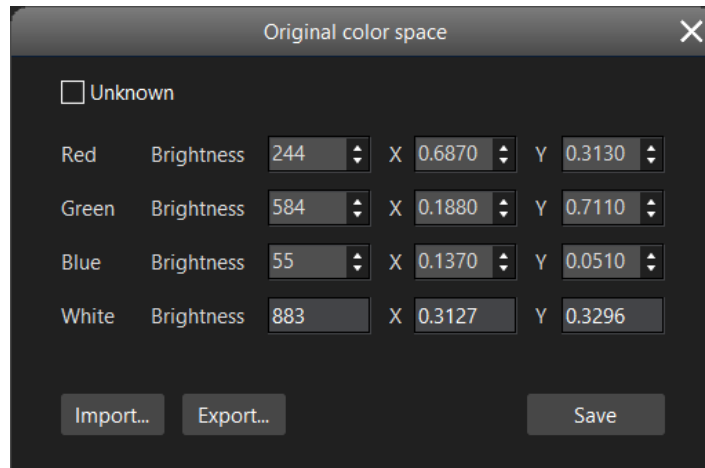 Original color space
Unknown
Red Brightness 244 X 0.6870 Y 0.3130
Green Brightness 584 X 0.1880 Y 0.7110
Blue Brightness 55 X 0.1370 Y 0.0510
White Brightness 883 X 0.3127 Y 0.3296
Import... Export... Save